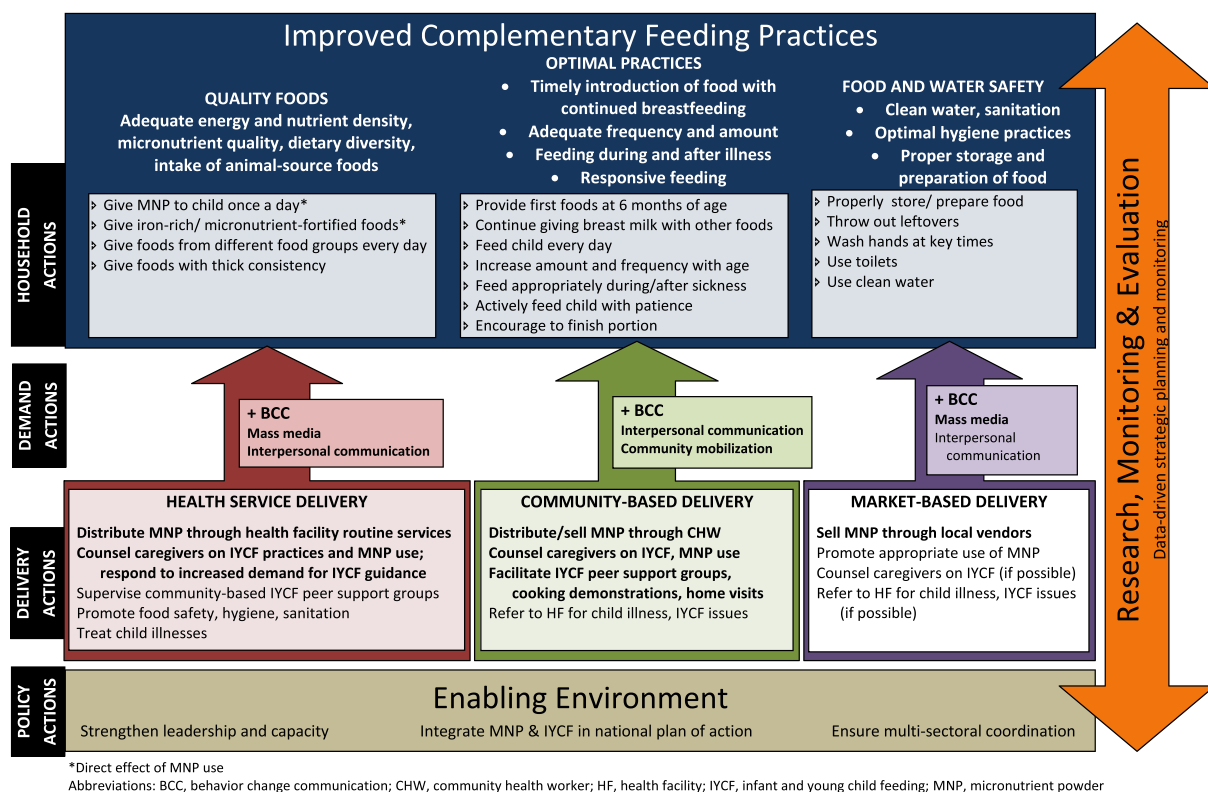 Improved Complementary Feeding Practices
QUALITY FOODS
Adequate energy and nutrient density,
micronutrient quality, dietary diversity,
intake of animal-source foods
OPTIMAL PRACTICES
• Timely introduction of food with
continued breastfeeding
• Adequate frequency and amount
• Feeding during and after illness
• Responsive feeding
FOOD AND WATER SAFETY
• Clean water, sanitation
• Optimal hygiene practices
• Proper storage and
preparation of food
HOUSEHOLD
ACTIONS
Give MNP to child once a day*
Give iron-rich/ micronutrient-fortified foods*
Give foods from different food groups every day
Give foods with thick consistency
Provide first foods at 6 months of age
Continue giving breast milk with other foods
Feed child every day
Increase amount and frequency with age
Feed appropriately during/after sickness
Actively feed child with patience
Encourage to finish portion
Properly store/ prepare food
Throw out leftovers
Wash hands at key times
Use toilets
Use clean water
DEMAND
ACTIONS
+ BCC
Mass media
Interpersonal communication
+ BCC
Interpersonal communication
Community mobilization
+ BCC
Mass media
Interpersonal
communication
DELIVERY
ACTIONS
HEALTH SERVICE DELIVERY
Distribute MNP through health facility routine services
Counsel caregivers on IYCF practices and MNP use;
respond to increased demand for IYCF guidance
Supervise community-based IYCF peer support groups
Promote food safety, hygiene, sanitation
Treat child illnesses
COMMUNITY-BASED DELIVERY
Distribute/sell MNP through CHW
Counsel caregivers on IYCF, MNP use
Facilitate IYCF peer support groups,
cooking demonstrations, home visits
Refer to HF for child illness, IYCF issues
MARKET-BASED DELIVERY
Sell MNP through local vendors
Promote appropriate use of MNP
Counsel caregivers on IYCF (if possible)
Refer to HF for child illness, IYCF issues
(if possible)
POLICY
ACTIONS
Enabling Environment
Strengthen leadership and capacity
Integrate MNP & IYCF in national plan of action
Ensure multi-sectoral coordination
Research, Monitoring & Evaluation
Data-driven strategic planning and monitoring
*Direct effect of MNP use
Abbreviations: BCC, behavior change communication; CHW, community health worker; HF, health facility; IYCF, infant and young child feeding; MNP, micronutrient powder